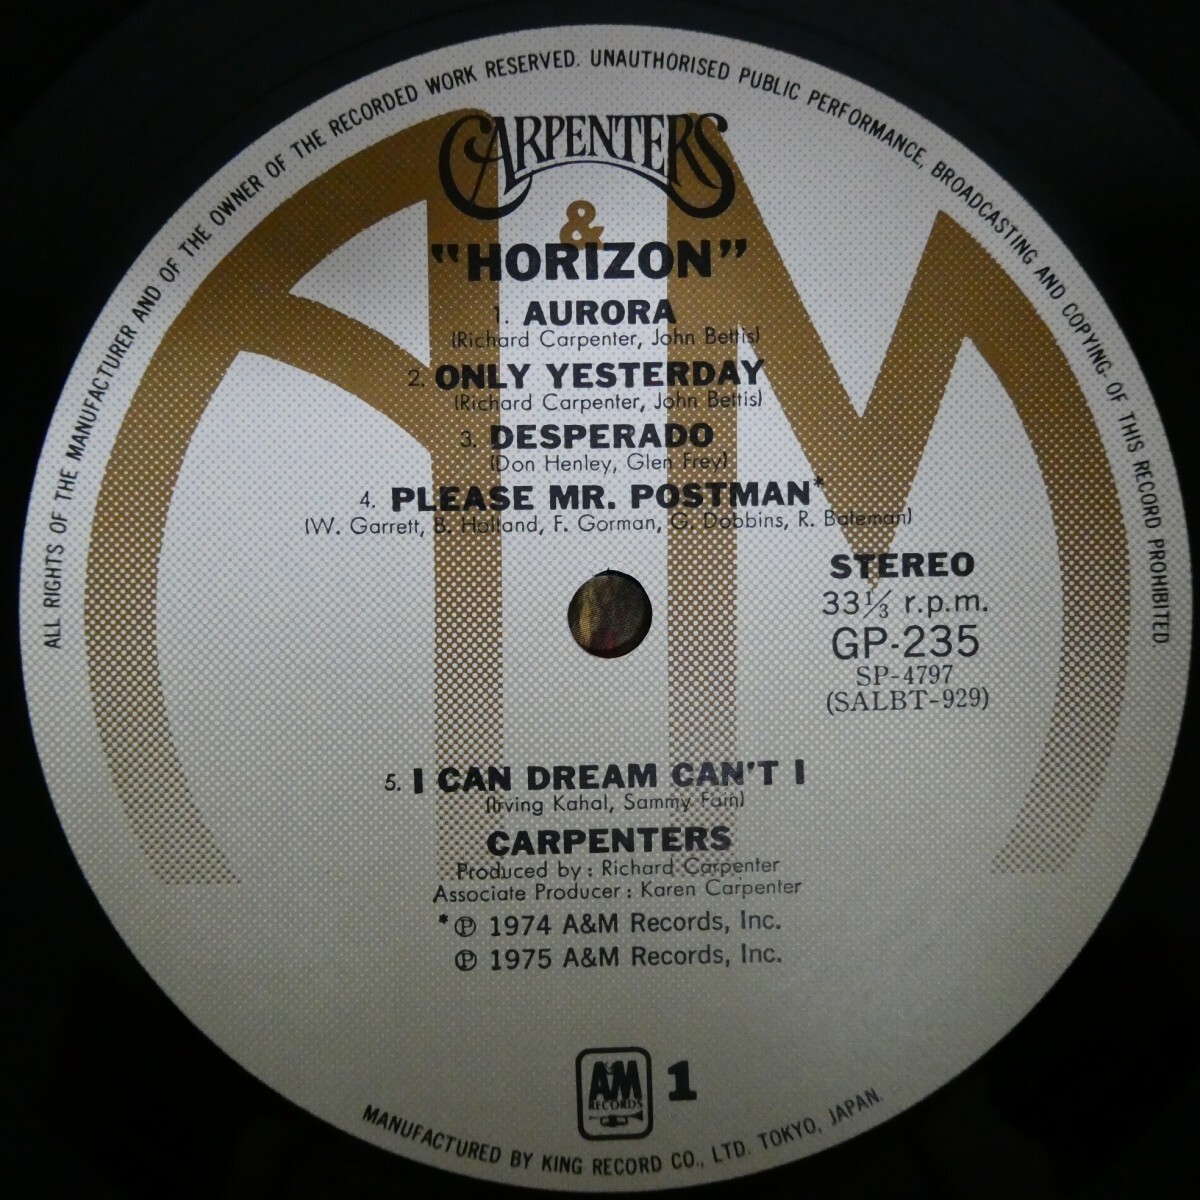 ALL RIGHTS OF THE MANUFACTURER AND OF THE OWNER OF THE RECORDED WORK RESERVED. UNAUTHORISED PUBLIC PERFORMANCE, BROADCASTING AND COPYING OF THIS RECORD PROHIBITED.
CARPENTERS
&
"HORIZON"
1. AURORA
(Richard Carpenter, John Bettis)
2. ONLY YESTERDAY
(Richard Carpenter, John Bettis)
3. DESPERADO
(Don Henley, Glen Frey)
4. PLEASE MR. POSTMAN*
(W. Garrett, B. Holland, F. Gorman, G. Dobbins, R. Bateman)
STEREO
33⅓ r.p.m.
GP-235
SP-4797
(SALBT-929)
5. I CAN DREAM CAN'T I
(Irving Kahal, Sammy Fain)
CARPENTERS
Produced by : Richard Carpenter
Associate Producer : Karen Carpenter
*℗ 1974 A&M Records, Inc.
℗ 1975 A&M Records, Inc.
A&M RECORDS
1
MANUFACTURED BY KING RECORD CO., LTD. TOKYO, JAPAN.